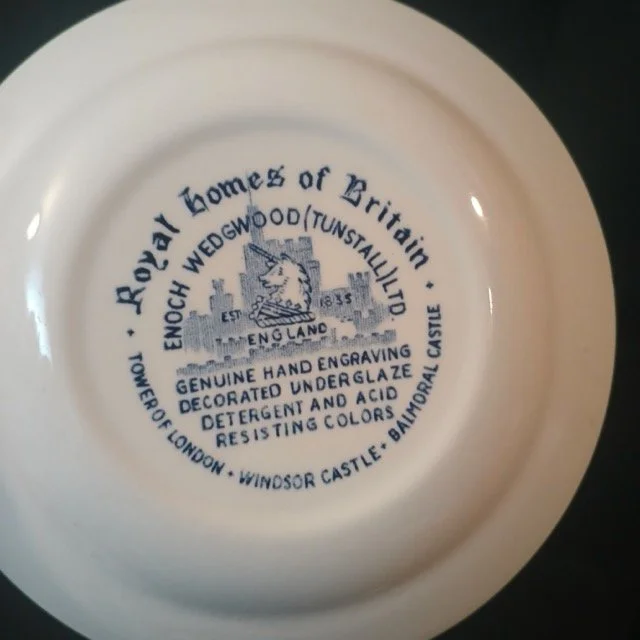 Royal Homes of Britain
ENOCH WEDGWOOD (TUNSTALL) LTD
EST 1835
ENGLAND
GENUINE HAND ENGRAVING
DECORATED UNDERGLAZE
DETERGENT AND ACID
RESISTING COLORS
• TOWER OF LONDON • WINDSOR CASTLE • BALMORAL CASTLE •